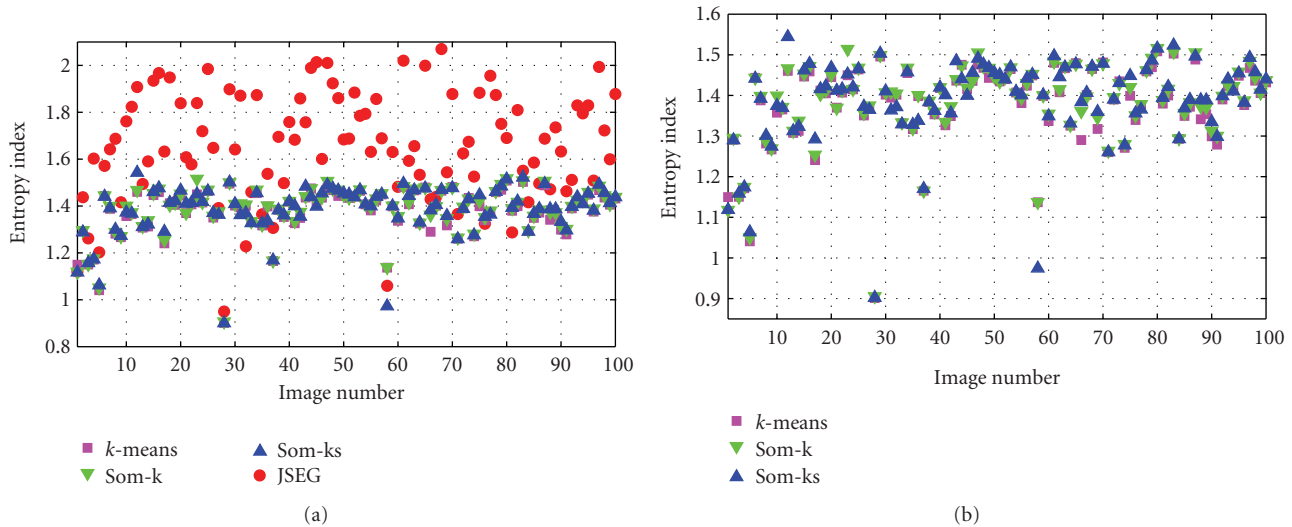 2
1.8
1.6
1.4
1.2
1
0.8
Entropy index
10 20 30 40 50 60 70 80 90 100
Image number
k-means
Som-k
Som-ks
JSEG
(a)
1.6
1.5
1.4
1.3
1.2
1.1
1
0.9
Entropy index
10 20 30 40 50 60 70 80 90 100
Image number
k-means
Som-k
Som-ks
(b)